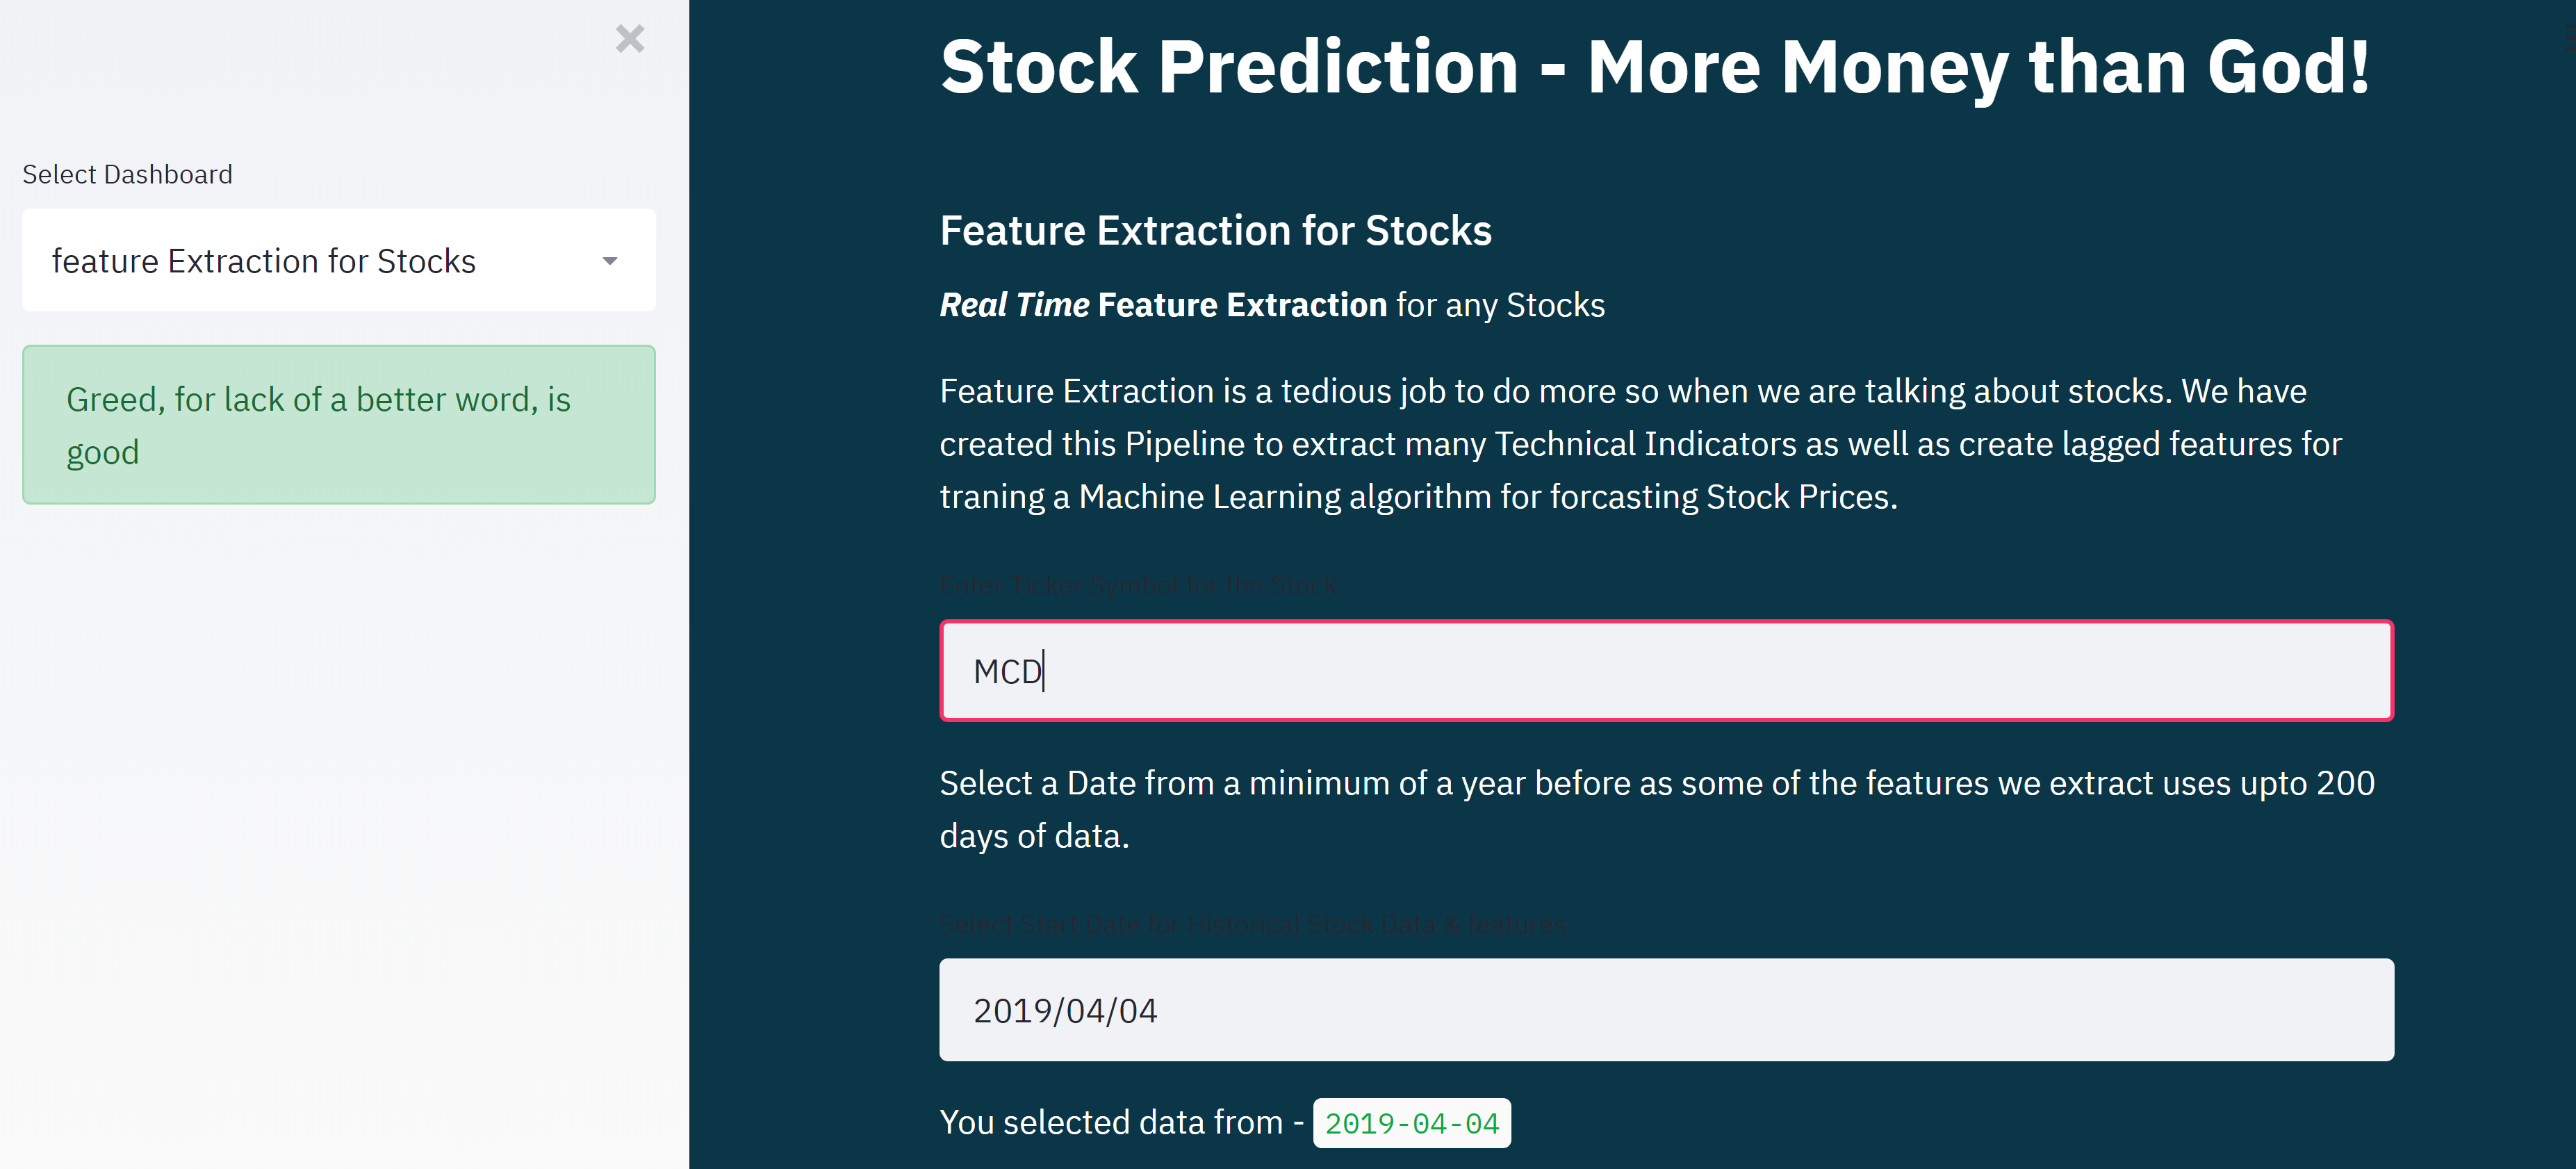 Select Dashboard
feature Extraction for Stocks
Greed, for lack of a better word, is
good
Stock Prediction - More Money than God!
Feature Extraction for Stocks
Real Time Feature Extraction for any Stocks
Feature Extraction is a tedious job to do more so when we are talking about stocks. We have
created this Pipeline to extract many Technical Indicators as well as create lagged features for
traning a Machine Learning algorithm for forcasting Stock Prices.
Enter Ticker Symbol for the Stock
MCD
Select a Date from a minimum of a year before as some of the features we extract uses upto 200
days of data.
Select Start Date for Historical Stock Data & features
2019/04/04
You selected data from - 2019-04-04